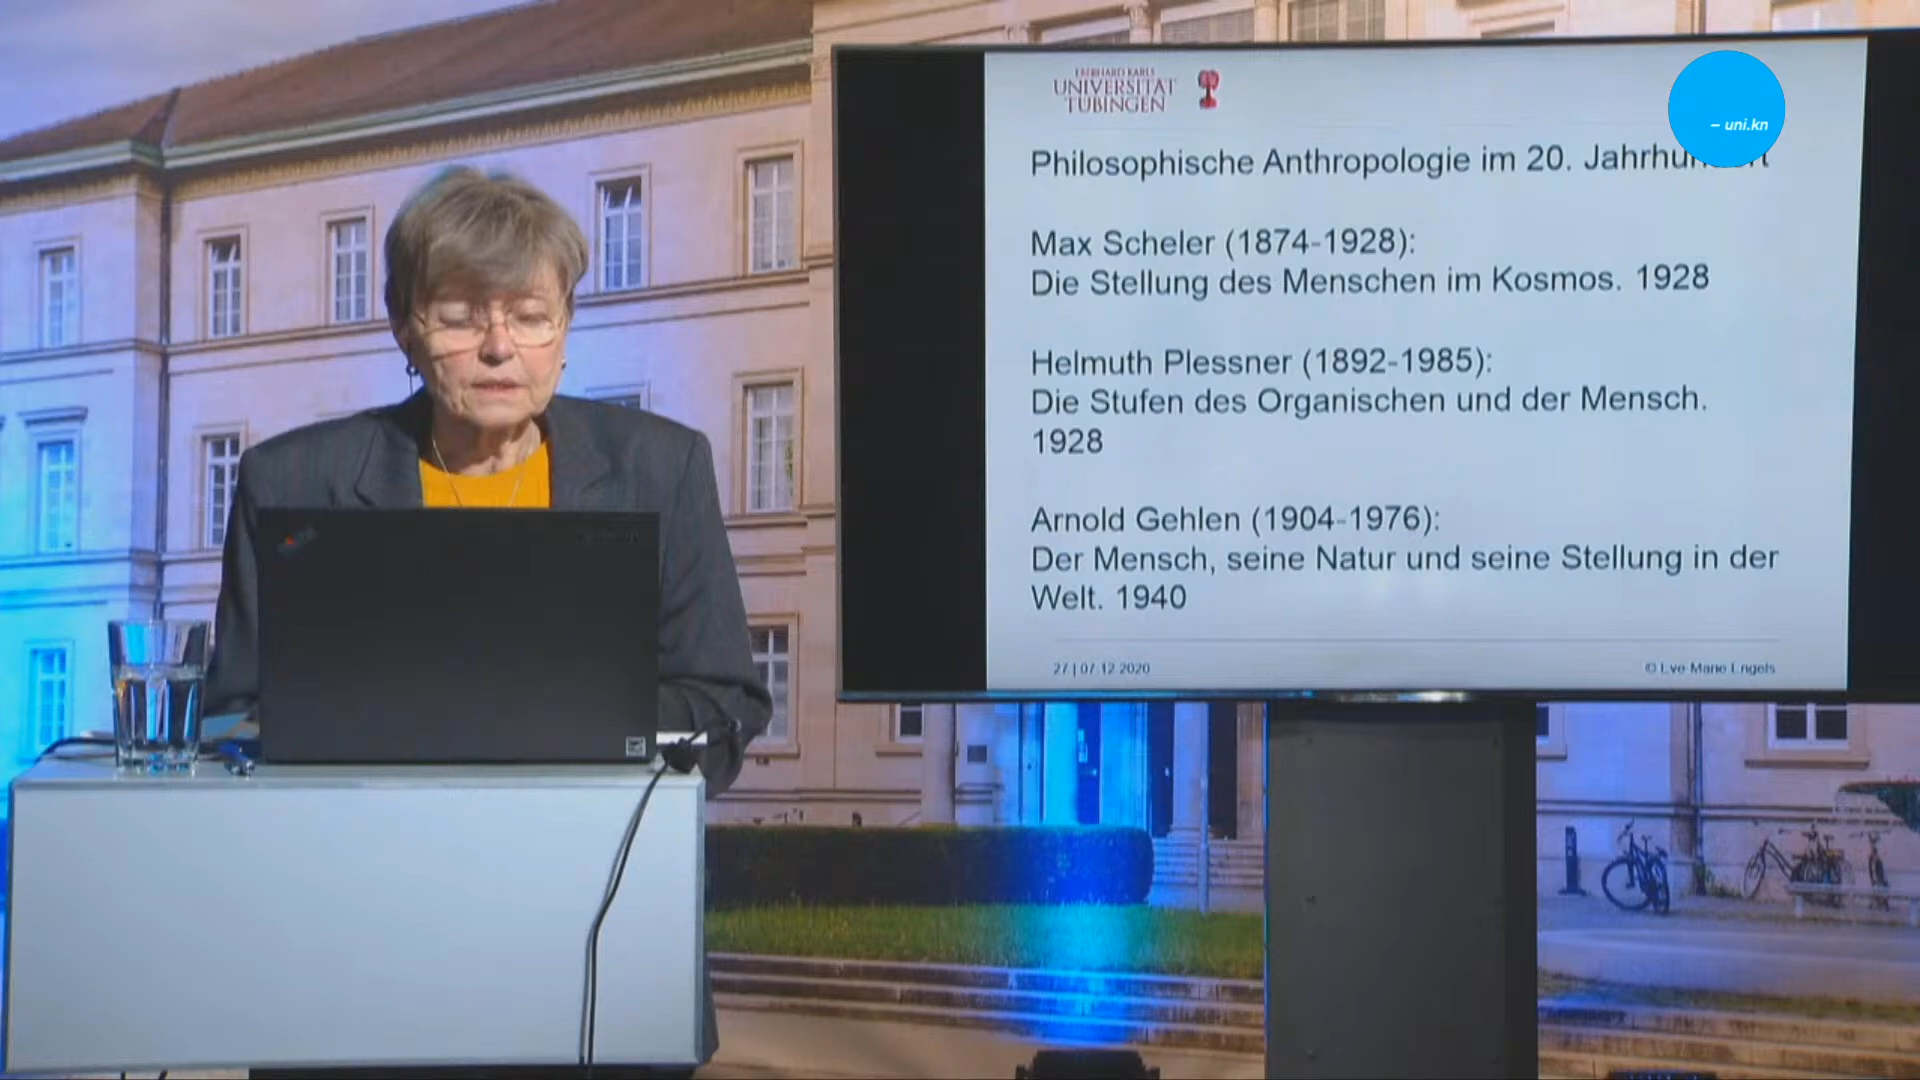 EBERHARD KARLS
UNIVERSITÄT
TÜBINGEN
– uni.kn
Philosophische Anthropologie im 20.
Max Scheler (1874-1928):
Die Stellung des Menschen im Kosmos. 1928
Helmuth Plessner (1892-1985):
Die Stufen des Organischen und der Mensch.
1928
Arnold Gehlen (1904-1976):
Der Mensch, seine Natur und seine Stellung in der
Welt. 1940
27 | 07.12.2020
© Eve-Marie Engels